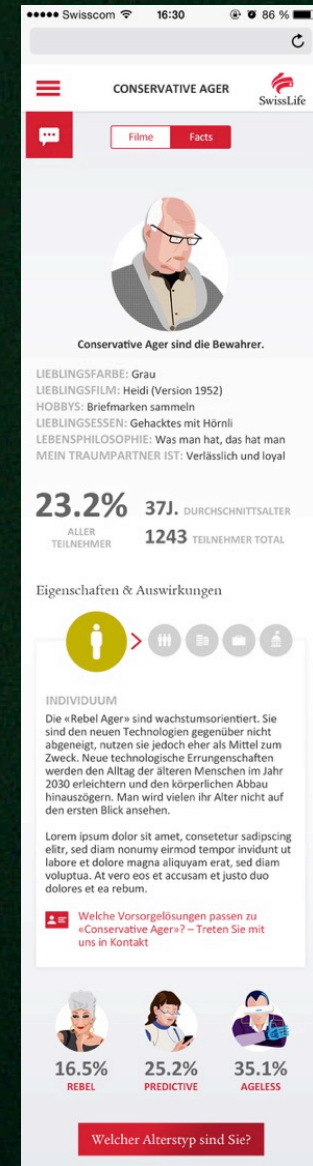 Swisscom 16:30 86 %
CONSERVATIVE AGER
SwissLife
Filme Facts
Conservative Ager sind die Bewahrer.
LIEBLINGSFARBE: Grau
LIEBLINGSFILM: Heidi (Version 1952)
HOBBYS: Briefmarken sammeln
LIEBLINGSESSEN: Gehacktes mit Hörnli
LEBENSPHILOSOPHIE: Was man hat, das hat man
MEIN TRAUMPARTNER IST: Verlässlich und loyal
23.2%
ALLER
TEILNEHMER
37J. DURCHSCHNITTSALTER
1243 TEILNEHMER TOTAL
Eigenschaften & Auswirkungen
INDIVIDUUM
Die «Rebel Ager» sind wachstumsorientiert. Sie
sind den neuen Technologien gegenüber nicht
abgeneigt, nutzen sie jedoch eher als Mittel zum
Zweck. Neue technologische Errungenschaften
werden den Alltag der älteren Menschen im Jahr
2030 erleichtern und den körperlichen Abbau
hinauszögern. Man wird vielen ihr Alter nicht auf
den ersten Blick ansehen.
Lorem ipsum dolor sit amet, consetetur sadipscing
elitr, sed diam nonumy eirmod tempor invidunt ut
labore et dolore magna aliquyam erat, sed diam
voluptua. At vero eos et accusam et justo duo
dolores et ea rebum.
Welche Vorsorgelösungen passen zu
«Conservative Ager»? – Treten Sie mit
uns in Kontakt
16.5% 25.2% 35.1%
REBEL PREDICTIVE AGELESS
Welcher Alterstyp sind Sie?